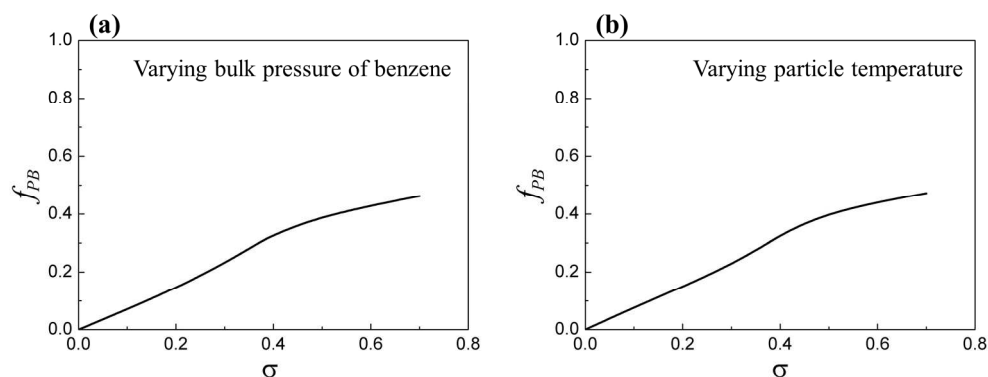 (a)
Varying bulk pressure of benzene
1.0
0.8
0.6
0.4
0.2
0.0
f_PB
0.0 0.2 0.4 0.6 0.8
σ
(b)
Varying particle temperature
1.0
0.8
0.6
0.4
0.2
0.0
f_PB
0.0 0.2 0.4 0.6 0.8
σ